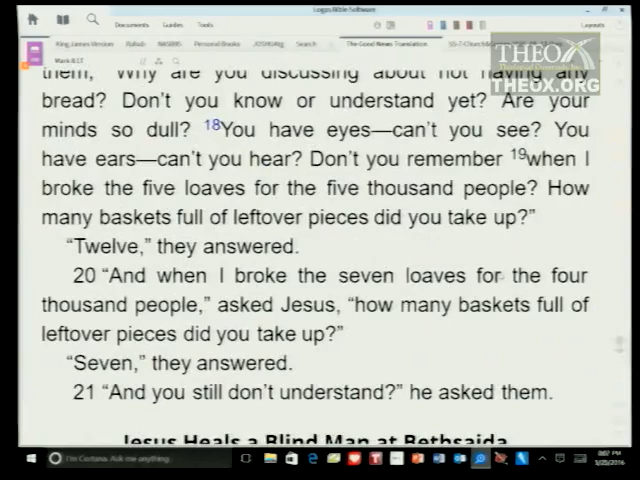 Logos Bible Software
Documents Guides Tools
Layouts
King James Version
NASB95 Personal Books
Search
The Good News Translation
Mark 8:17
THEOX
THEOX.ORG
them, “Why are you discussing about not having any
bread? Don’t you know or understand yet? Are your
minds so dull? 18You have eyes—can’t you see? You
have ears—can’t you hear? Don’t you remember 19when I
broke the five loaves for the five thousand people? How
many baskets full of leftover pieces did you take up?”
“Twelve,” they answered.
20 “And when I broke the seven loaves for the four
thousand people,” asked Jesus, “how many baskets full of
leftover pieces did you take up?”
“Seven,” they answered.
21 “And you still don’t understand?” he asked them.
Jesus Heals a Blind Man at Bethsaida
I'm Cortana. Ask me anything.